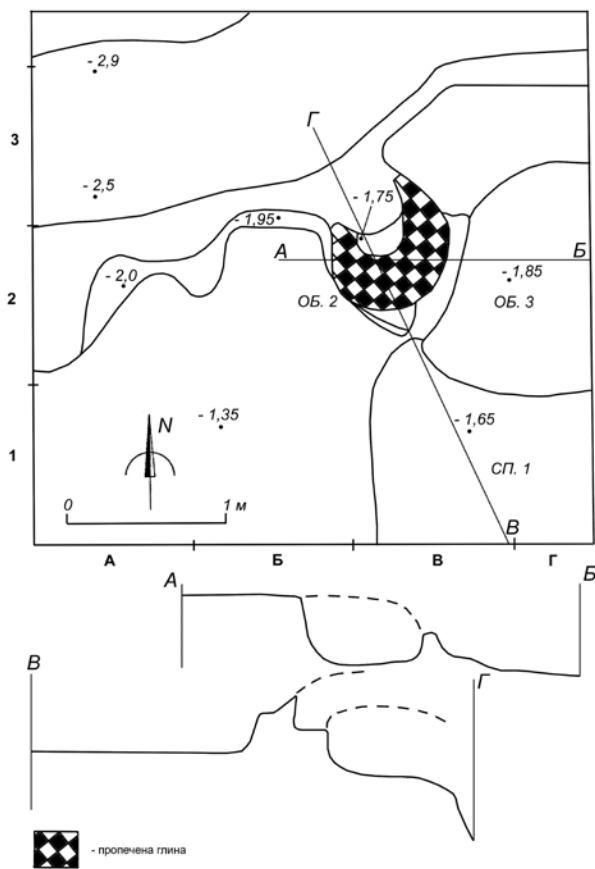 - 2,9
3
Г
- 2,5
- 1,75
- 1,95
А
Б
- 2,0
- 1,85
2
ОБ. 2
ОБ. 3
- 1,35
- 1,65
N
1
СП. 1
0
1 м
В
А
Б
В
Г
А
Б
В
Г
- пропечена глина